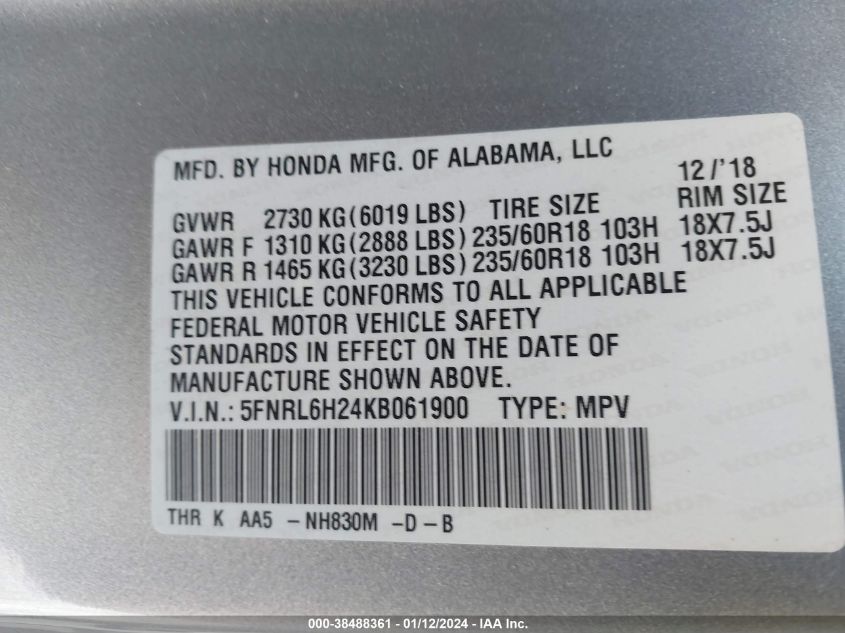 MFD. BY HONDA MFG. OF ALABAMA, LLC 12/'18
GVWR 2730 KG(6019 LBS) TIRE SIZE RIM SIZE
GAWR F 1310 KG(2888 LBS) 235/60R18 103H 18X7.5J
GAWR R 1465 KG(3230 LBS) 235/60R18 103H 18X7.5J
THIS VEHICLE CONFORMS TO ALL APPLICABLE
FEDERAL MOTOR VEHICLE SAFETY
STANDARDS IN EFFECT ON THE DATE OF
MANUFACTURE SHOWN ABOVE.
V.I.N.: 5FNRL6H24KB061900 TYPE: MPV
THR K AA5 -NH830M -D-B
000-38488361 - 01/12/2024 - IAA Inc.